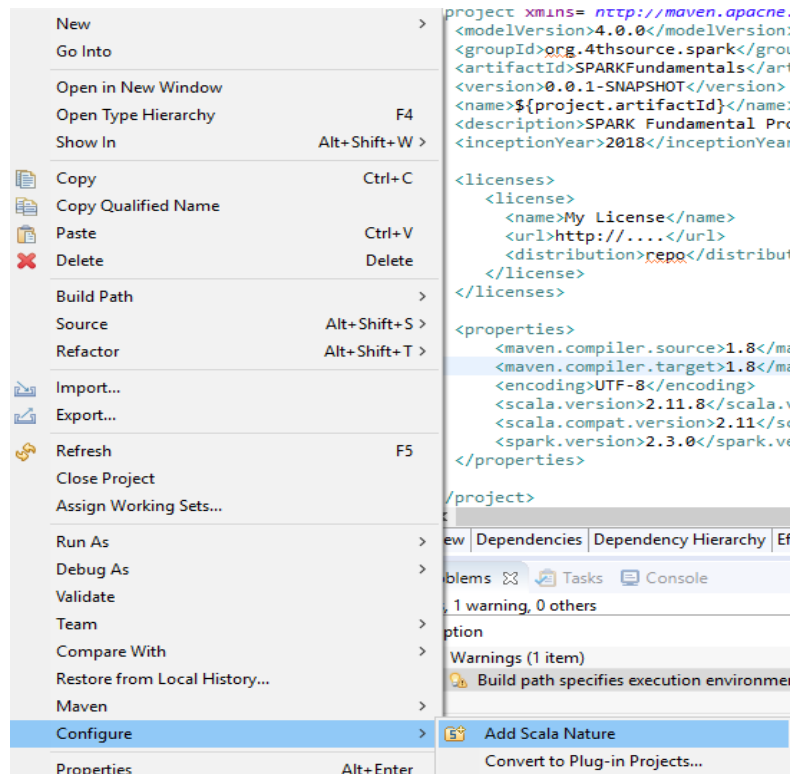 New >
Go Into
Open in New Window
Open Type Hierarchy F4
Show In Alt+Shift+W >
Copy Ctrl+C
Copy Qualified Name
Paste Ctrl+V
Delete Delete
Build Path >
Source Alt+Shift+S >
Refactor Alt+Shift+T >
Import...
Export...
Refresh F5
Close Project
Assign Working Sets...
Run As >
Debug As >
Validate
Team >
Compare With >
Restore from Local History...
Maven >
Configure >
Properties Alt+Enter
Add Scala Nature
Convert to Plug-in Projects...
project xmlns="http://maven.apache.
<modelVersion>4.0.0</modelVersion>
<groupId>org.4thsource.spark</grou
<artifactId>SPARKFundamentals</art
<version>0.0.1-SNAPSHOT</version>
<name>${project.artifactId}</name>
<description>SPARK Fundamental Pro
<inceptionYear>2018</inceptionYear
<licenses>
<license>
<name>My License</name>
<url>http://....</url>
<distribution>repo</distribut
</license>
</licenses>
<properties>
<maven.compiler.source>1.8</ma
<maven.compiler.target>1.8</ma
<encoding>UTF-8</encoding>
<scala.version>2.11.8</scala.v
<scala.compat.version>2.11</sc
<spark.version>2.3.0</spark.ve
</properties>
/project>
ew Dependencies Dependency Hierarchy Ef
blems Tasks Console
, 1 warning, 0 others
ption
Warnings (1 item)
Build path specifies execution environme